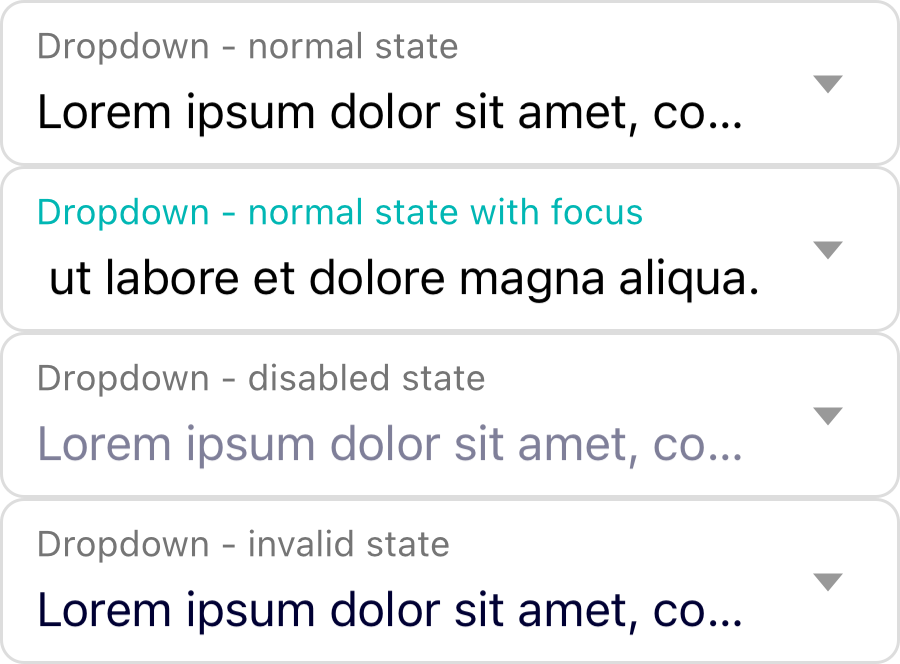 Dropdown - normal state
Lorem ipsum dolor sit amet, co...
Dropdown - normal state with focus
ut labore et dolore magna aliqua.
Dropdown - disabled state
Lorem ipsum dolor sit amet, co...
Dropdown - invalid state
Lorem ipsum dolor sit amet, co...